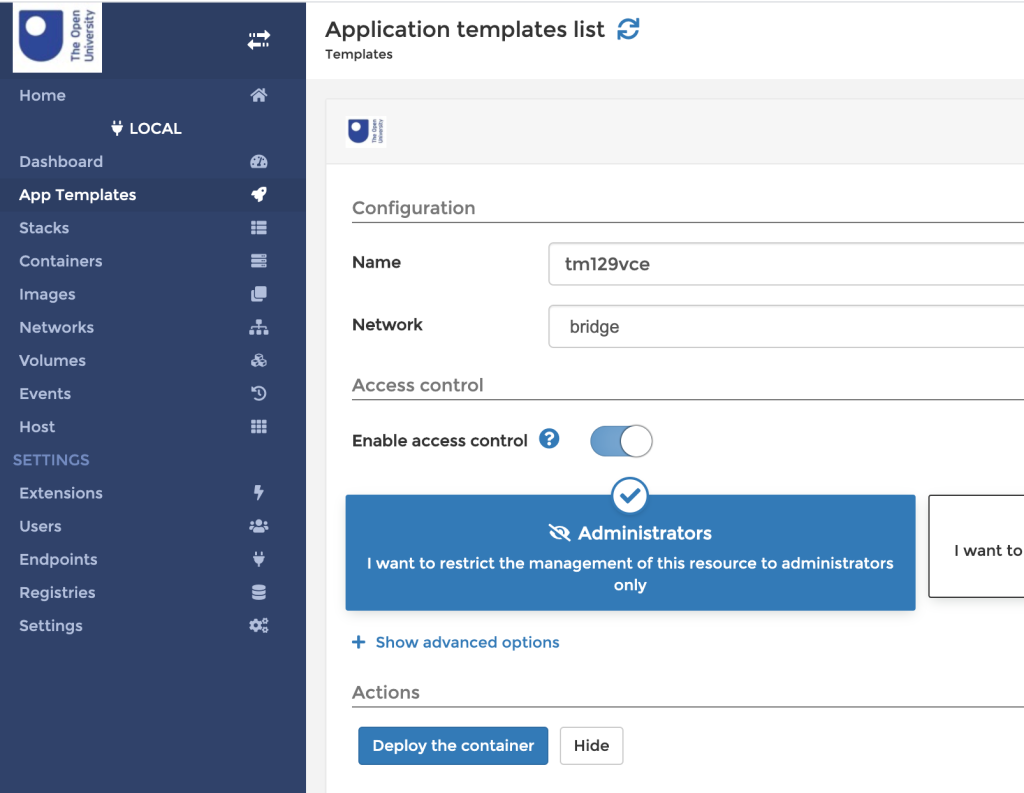 The Open
University
Home
LOCAL
Dashboard
App Templates
Stacks
Containers
Images
Networks
Volumes
Events
Host
SETTINGS
Extensions
Users
Endpoints
Registries
Settings
Application templates list
Templates
The Open
University
Configuration
Name
tm129vce
Network
bridge
Access control
Enable access control
Administrators
I want to restrict the management of this resource to administrators
only
I want to
+ Show advanced options
Actions
Deploy the container
Hide